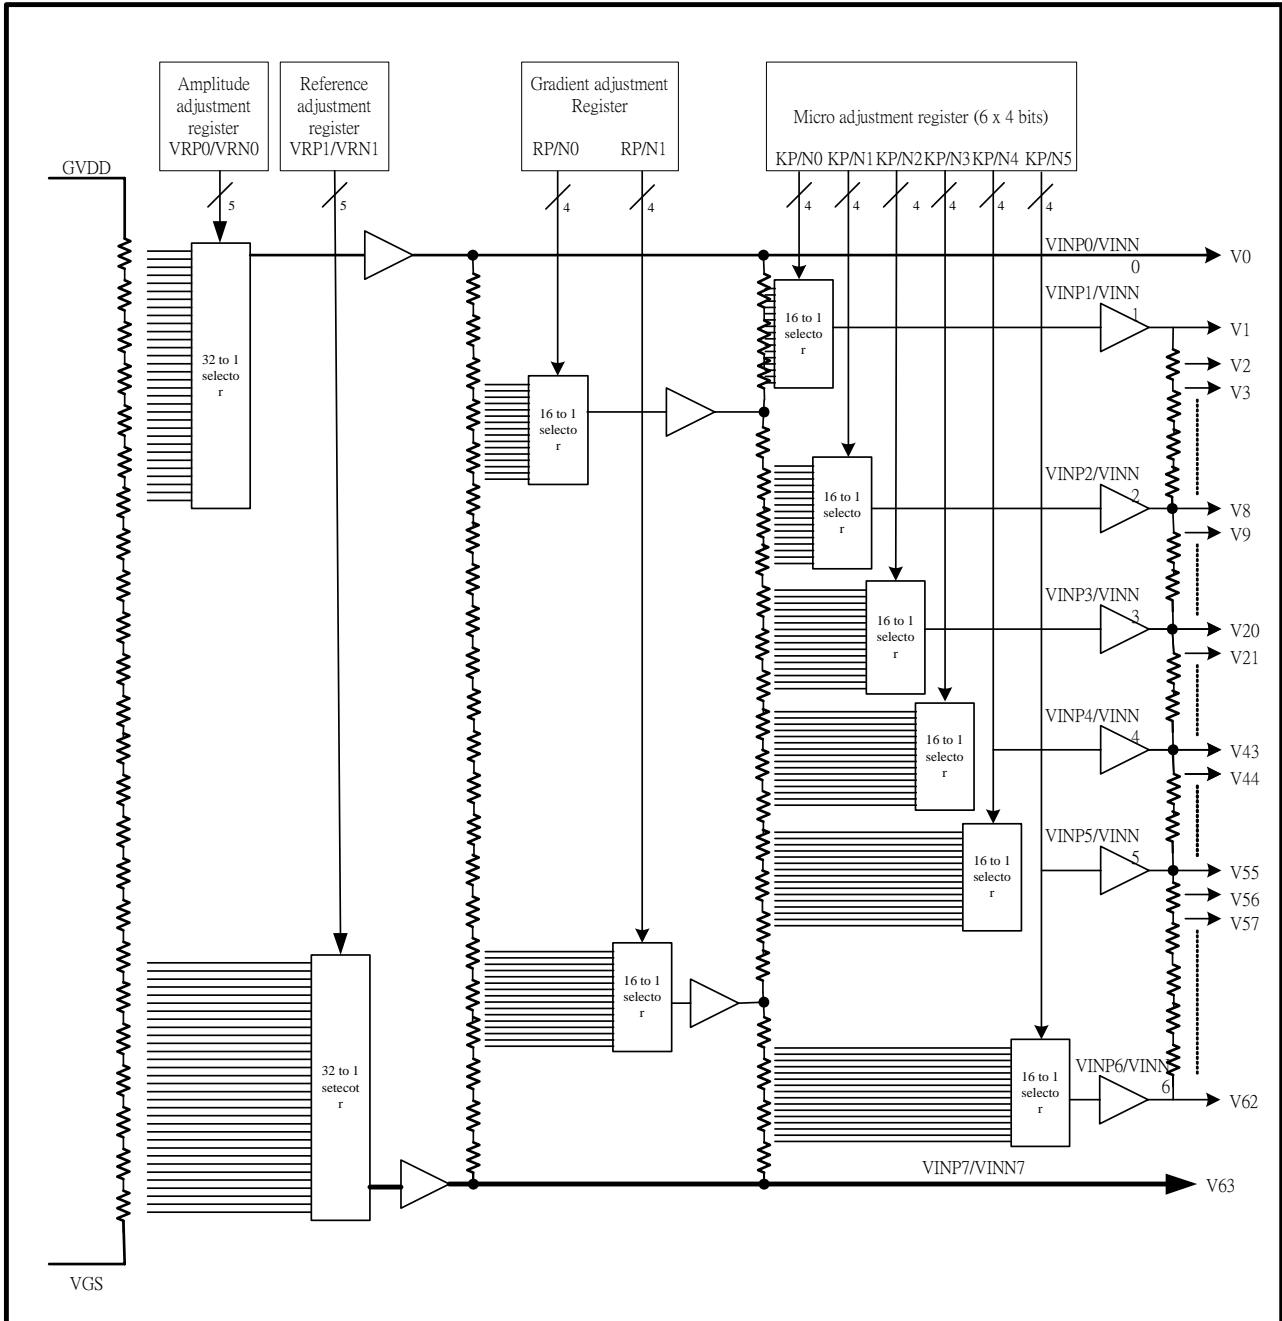 Amplitude
adjustment
register
VRP0/VRN0
Reference
adjustment
register
VRP1/VRN1
Gradient adjustment
Register
RP/N0 RP/N1
Micro adjustment register (6 x 4 bits)
KP/N0 KP/N1 KP/N2 KP/N3 KP/N4 KP/N5
GVDD
5
5
4
4
4
4
4
4
4
4
VINP0/VINN
0
V0
VINP1/VINN
1
V1
16 to 1
selecto
r
32 to 1
selecto
r
V2
V3
16 to 1
selecto
r
VINP2/VINN
2
V8
16 to 1
selecto
r
V9
VINP3/VINN
3
V20
16 to 1
selecto
r
V21
VINP4/VINN
4
V43
16 to 1
selecto
r
V44
VINP5/VINN
5
V55
16 to 1
selecto
r
V56
V57
16 to 1
selecto
r
32 to 1
setecot
r
VINP6/VINN
6
V62
16 to 1
selecto
r
VINP7/VINN7
V63
VGS